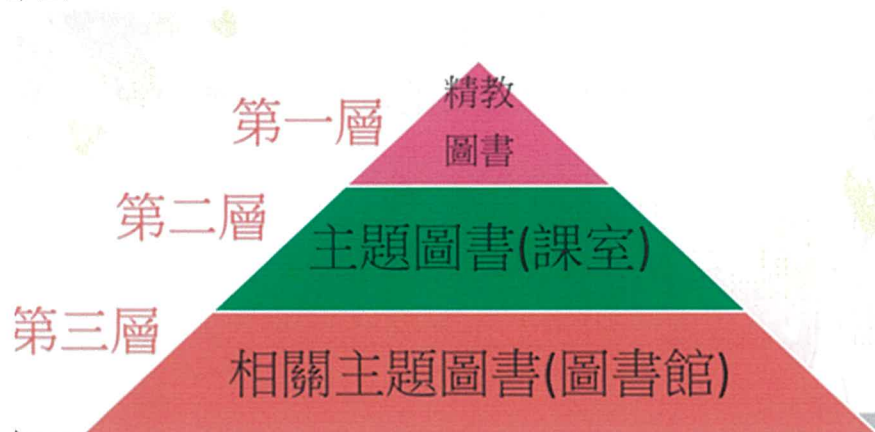 第一層
精教
圖書
第二層
主題圖書(課室)
第三層
相關主題圖書(圖書館)